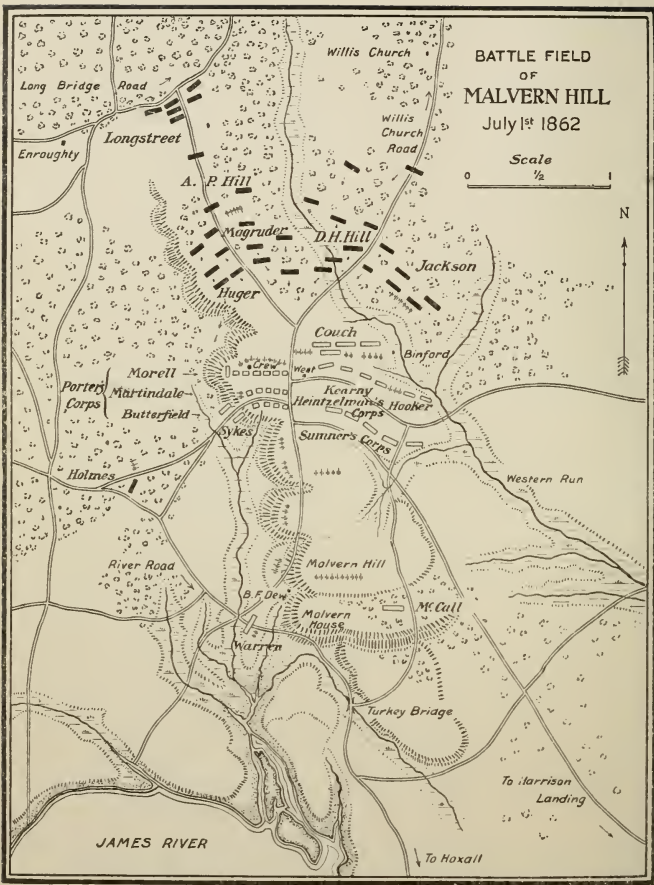 BATTLE FIELD
OF
MALVERN HILL
July 1st 1862
Scale
0 ½ 1
N
Willis Church
Willis
Church
Road
Long Bridge Road
Enroughty
Longstreet
A. P. Hill
Magruder
D.H. Hill
Jackson
Huger
Couch
Binford
Crew
West
Morell
Porter's
Corps
Martindale
Butterfield
Kearny
Heintzelman's
Corps
Hooker
Sykes
Sumner's Corps
Holmes
Western Run
River Road
Malvern Hill
B.F. Dew
Malvern
House
Mc.Call
Warren
Turkey Bridge
To Harrison
Landing
JAMES RIVER
To Haxall